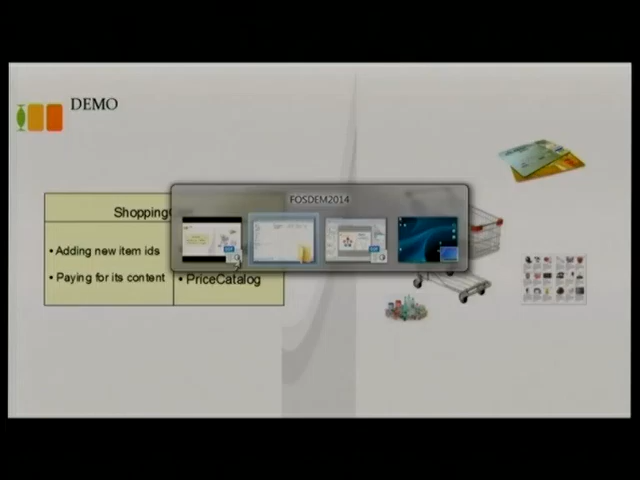 DEMO
FOSDEM2014
Shopping
• Adding new item ids
• Paying for its content
• PriceCatalog